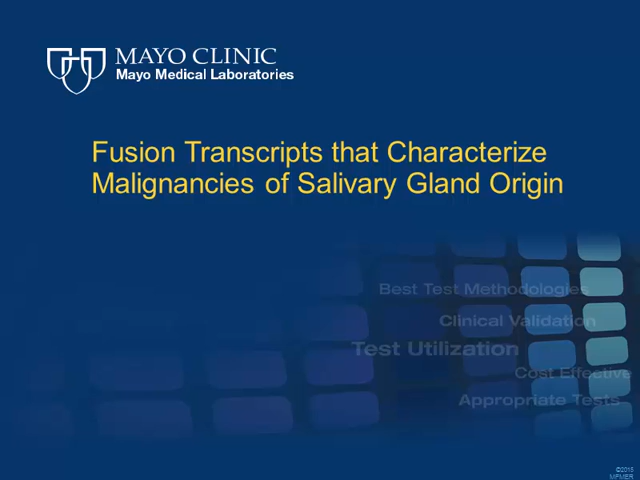 MAYO CLINIC
Mayo Medical Laboratories
Fusion Transcripts that Characterize
Malignancies of Salivary Gland Origin
Best Test Methodologies
Clinical Validation
Test Utilization
Cost Effective
Appropriate Tests
©2015
MFMER